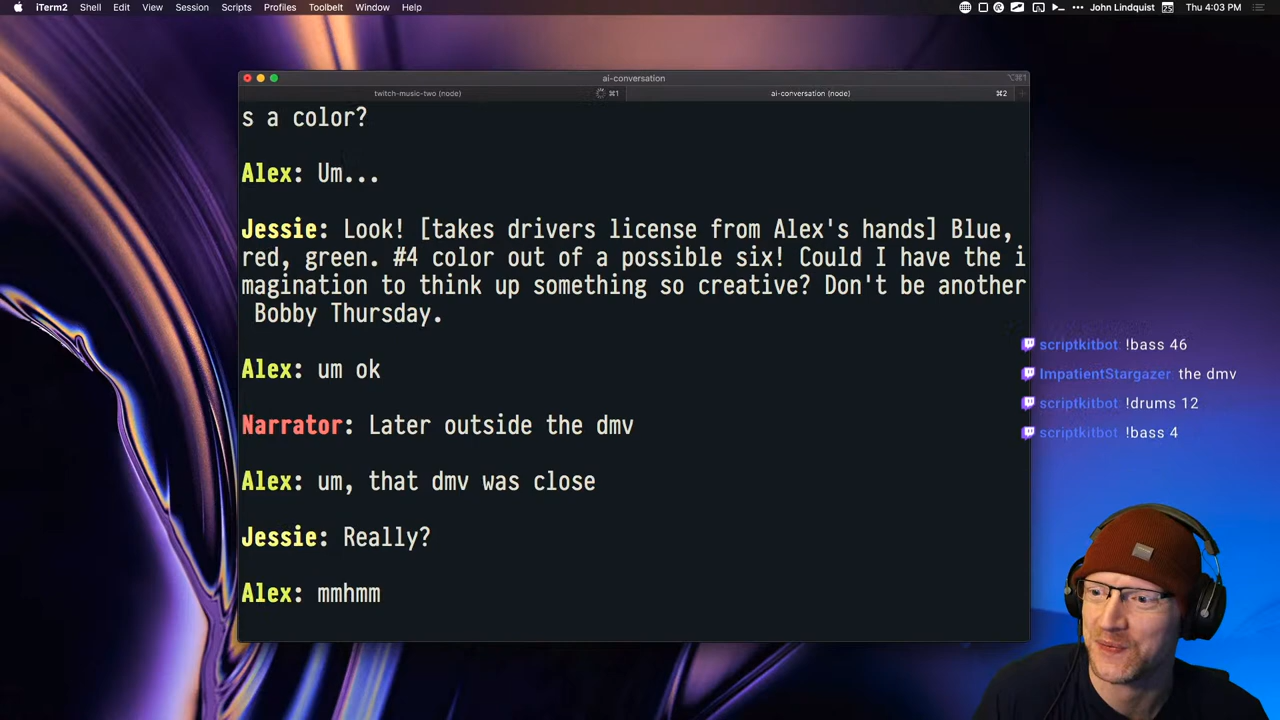 iTerm2 Shell Edit View Session Scripts Profiles Toolbelt Window Help John Lindquist 25 Thu 4:03 PM
ai-conversation ⌥⌘1
twitch-music-two (node) ⌘1 ai-conversation (node) ⌘2
s a color?
Alex: Um...
Jessie: Look! [takes drivers license from Alex's hands] Blue,
red, green. #4 color out of a possible six! Could I have the i
magination to think up something so creative? Don't be another
Bobby Thursday.
Alex: um ok
Narrator: Later outside the dmv
Alex: um, that dmv was close
Jessie: Really?
Alex: mmhmm
scriptkitbot !bass 46
ImpatientStargazer the dmv
scriptkitbot !drums 12
scriptkitbot !bass 4